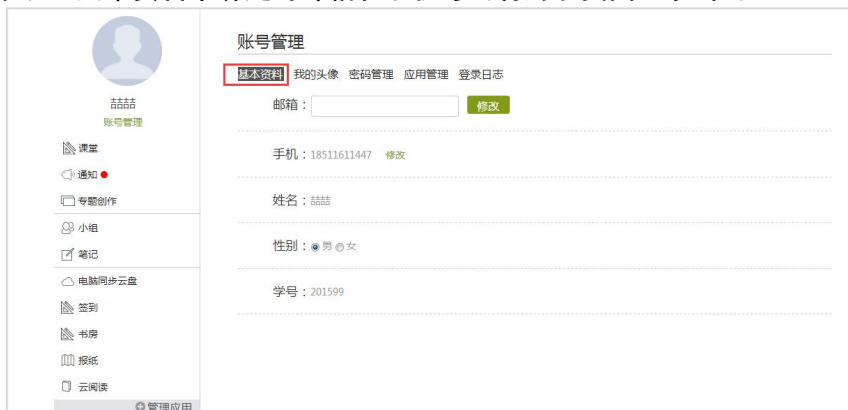 账号管理
基本资料 我的头像 密码管理 应用管理 登录日志
邮箱： 修改
手机：18511611447 修改
姓名：喆喆
性别：男 女
学号：201599
喆喆
账号管理
课堂
通知
专题创作
小组
笔记
电脑同步云盘
签到
书房
报纸
云阅读
管理应用